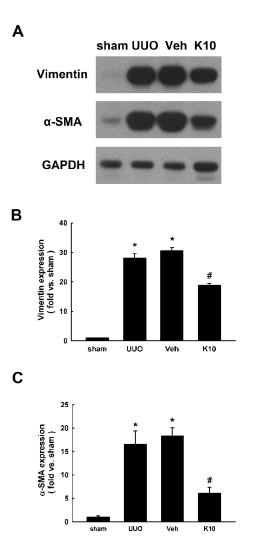 A
sham UUO Veh K10
Vimentin
α-SMA
GAPDH
B
Vimentin expression
( fold vs. sham )
40
30
20
10
0
* * #
sham UUO Veh K10
C
α-SMA expression
( fold vs. sham )
25
20
15
10
5
0
* * #
sham UUO Veh K10